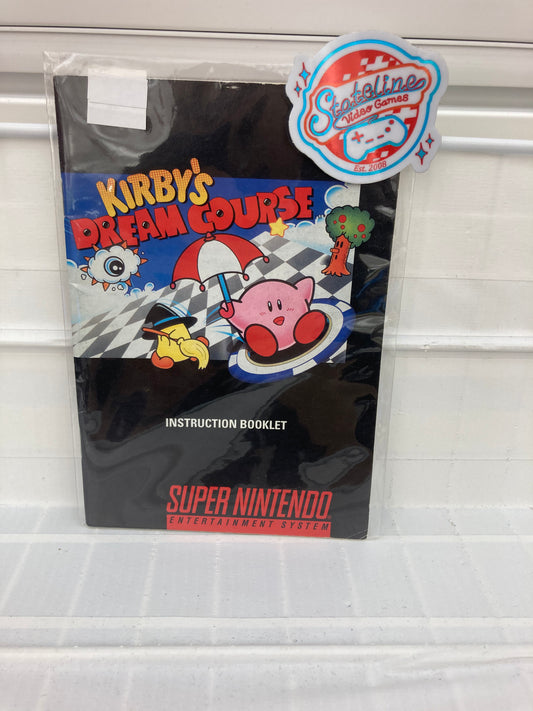 Stateline
Video Games
Est. 2008
KIRBY'S
DREAM COURSE
INSTRUCTION BOOKLET
SUPER NINTENDO
ENTERTAINMENT SYSTEM